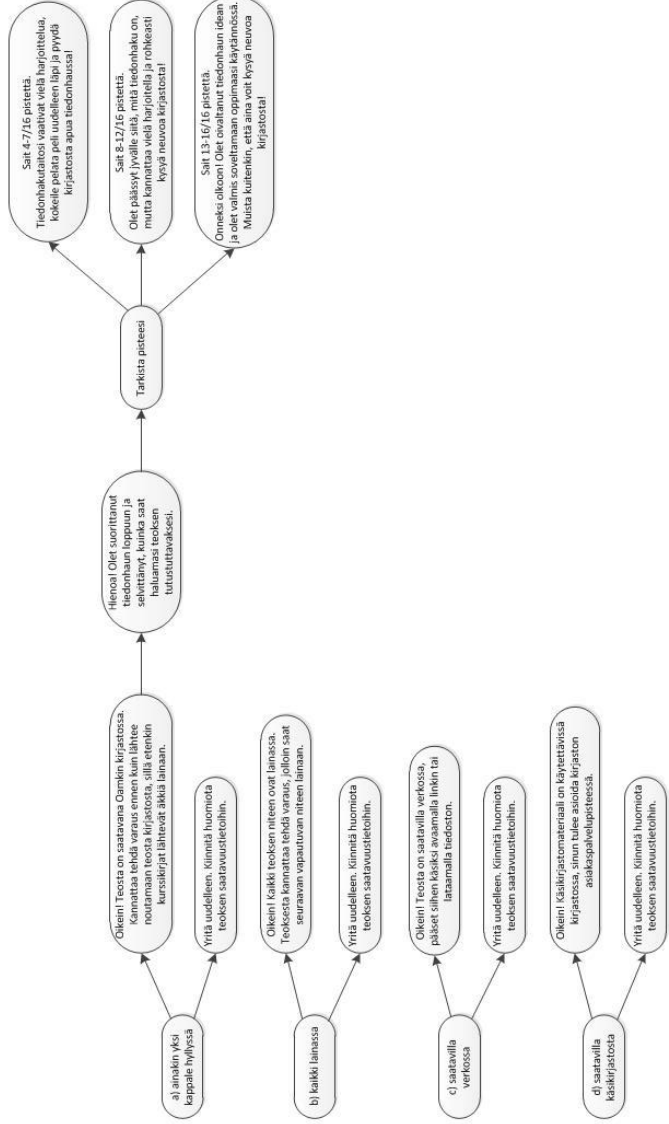 a) ainakin yksi
kappale hyllyssä
Oikein! Teosta on saatavana Oamkin kirjastossa.
Kannattaa tehdä varaus ennen kuin lähtee
noutamaan teosta kirjastosta, sillä etenkin
kurssikirjat lähtevät äkkiä lainaan.
Yritä uudelleen. Kiinnitä huomiota
teoksen saatavuustietoihin.
Hienoa! Olet suorittanut
tiedonhaun loppuun ja
selvittänyt, kuinka saat
haluamasi teoksen
tutustuttavaksesi.
Tarkista pisteesi
Sait 4-7/16 pistettä.
Tiedonhakutaitosi vaativat vielä harjoittelua,
kokeile pelata peli uudelleen läpi ja pyydä
kirjastosta apua tiedonhaussa!
Sait 8-12/16 pistettä.
Olet päässyt jyvälle siitä, mitä tiedonhaku on,
mutta kannattaa vielä harjoitella ja rohkeasti
kysyä neuvoa kirjastosta!
Sait 13-16/16 pistettä.
Onneksi olkoon! Olet oivaltanut tiedonhaun idean
ja olet valmis soveltamaan oppimaasi käytännössä.
Muista kuitenkin, että aina voit kysyä neuvoa
kirjastosta!
b) kaikki lainassa
Oikein! Kaikki teoksen niteen ovat lainassa.
Teoksesta kannattaa tehdä varaus, jolloin saat
seuraavan vapautuvan niteen lainaan.
Yritä uudelleen. Kiinnitä huomiota
teoksen saatavuustietoihin.
c) saatavilla
verkossa
Oikein! Teosta on saatavilla verkossa,
pääset siihen käsiksi avaamalla linkin tai
lataamalla tiedoston.
Yritä uudelleen. Kiinnitä huomiota
teoksen saatavuustietoihin.
d) saatavilla
käsikirjastosta
Oikein! Käsikirjastomateriaali on käytettävissä
kirjastossa, sinun tulee asioida kirjaston
asiakaspalvelupisteessä.
Yritä uudelleen. Kiinnitä huomiota
teoksen saatavuustietoihin.